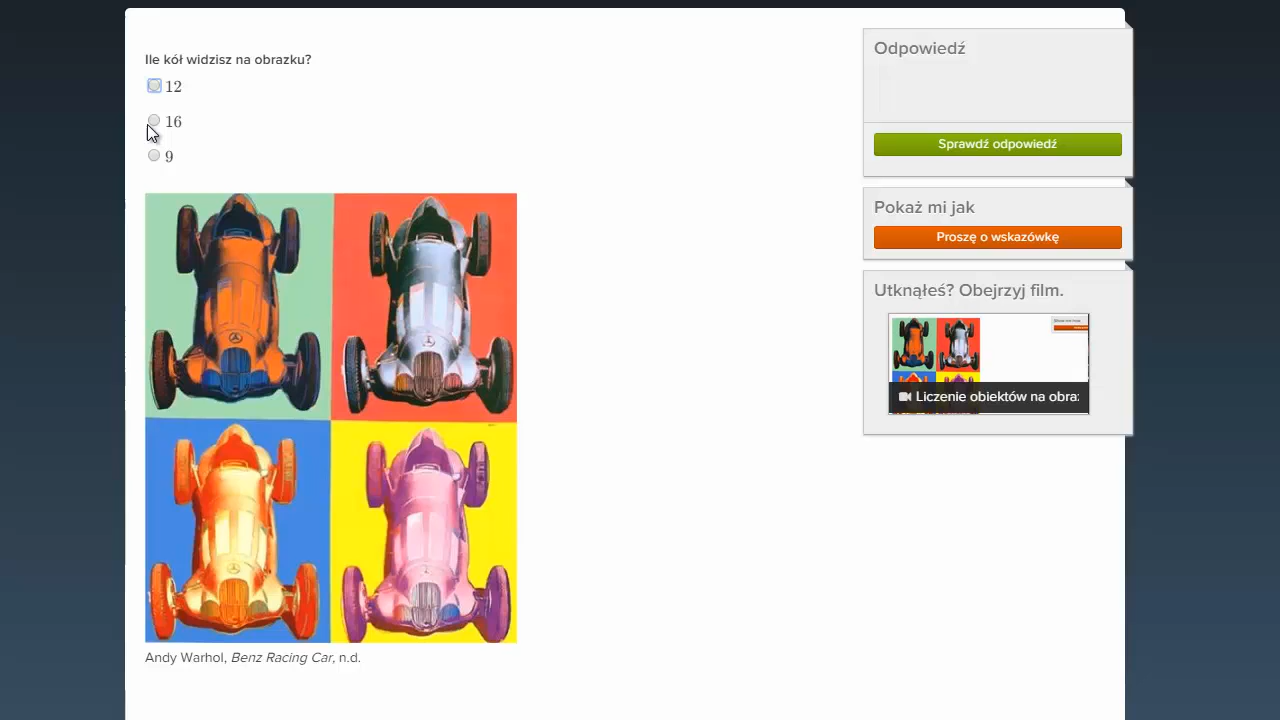 Ile kół widzisz na obrazku?
12
16
9
Andy Warhol, Benz Racing Car, n.d.
Odpowiedź
Sprawdź odpowiedź
Pokaż mi jak
Proszę o wskazówkę
Utknąłeś? Obejrzyj film.
Liczenie obiektów na obra